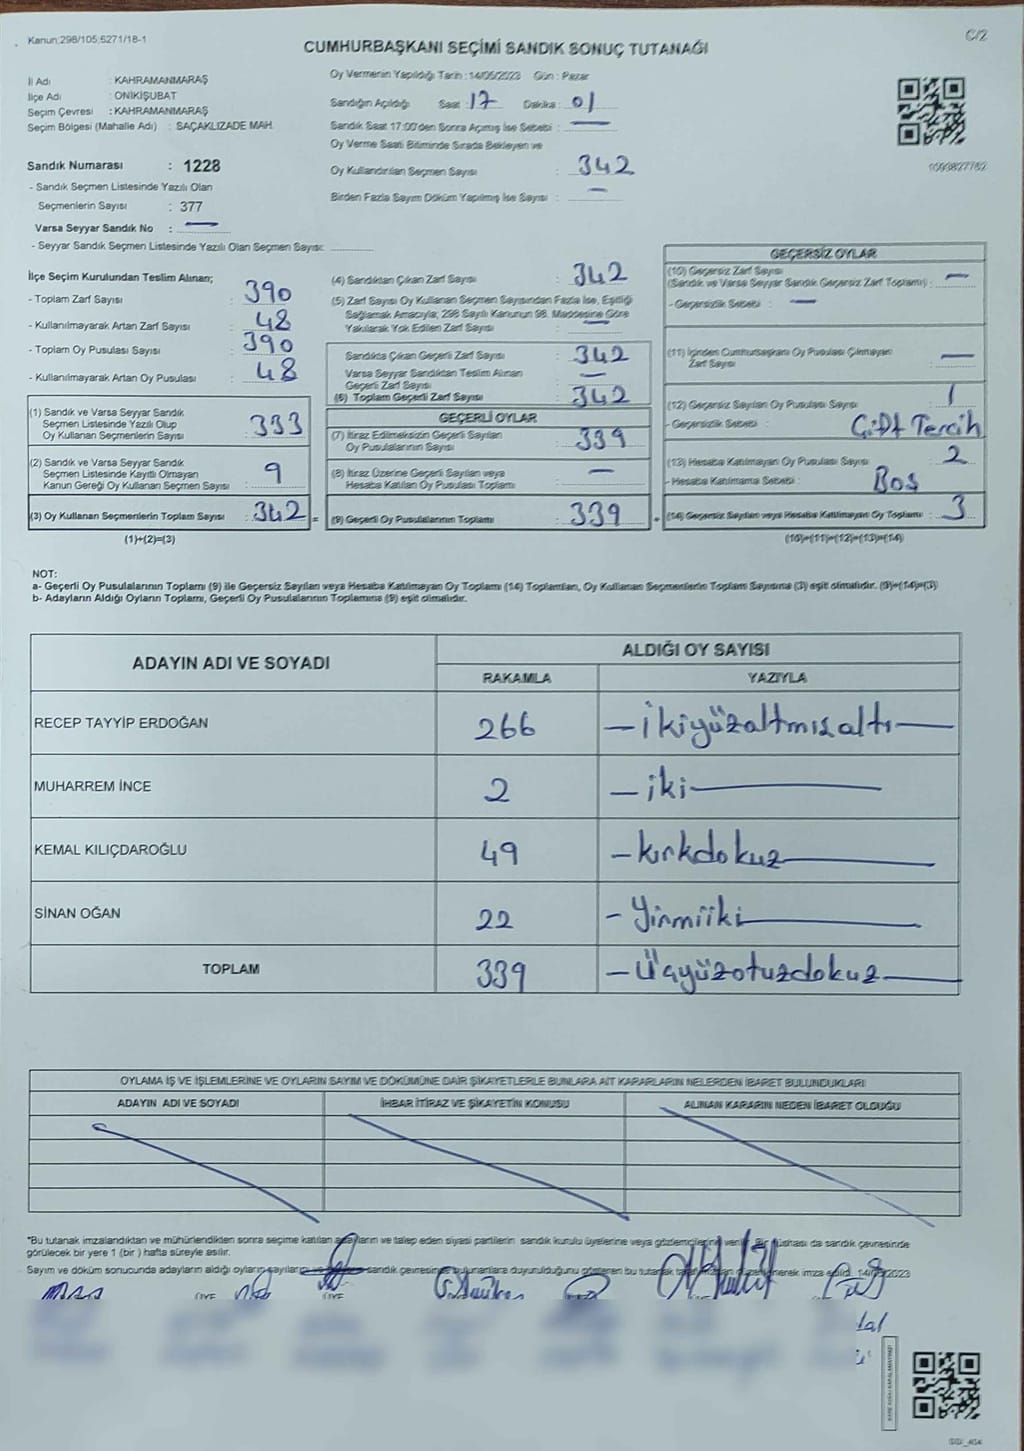 Kanun:298/105;6271/18-1
C/2
CUMHURBAŞKANI SEÇİMİ SANDIK SONUÇ TUTANAĞI
İl Adı : KAHRAMANMARAŞ
İlçe Adı : ONİKİŞUBAT
Seçim Çevresi : KAHRAMANMARAŞ
Seçim Bölgesi (Mahalle Adı) : SAÇAKLIZADE MAH.
Sandık Numarası : 1228
- Sandık Seçmen Listesinde Yazılı Olan
Seçmenlerin Sayısı : 377
Varsa Seyyar Sandık No : —
- Seyyar Sandık Seçmen Listesinde Yazılı Olan Seçmen Sayısı:
Oy Vermenin Yapıldığı Tarih : 14/05/2023 Gün : Pazar
Sandığın Açıldığı Saat : 17 Dakika : 01
Sandık Saat 17:00'den Sonra Açımış İse Sebebi : —
Oy Verme Saati Bitiminde Sırada Bekleyen ve
Oy Kullandırılan Seçmen Sayısı : 342
Birden Fazla Sayım Döküm Yapılmış İse Sayısı : —
İlçe Seçim Kurulundan Teslim Alınan;
- Toplam Zarf Sayısı : 390
- Kullanılmayarak Artan Zarf Sayısı : 48
- Toplam Oy Pusulası Sayısı : 390
- Kullanılmayarak Artan Oy Pusulası : 48
(1) Sandık ve Varsa Seyyar Sandık
Seçmen Listesinde Yazılı Olup
Oy Kullanan Seçmenlerin Sayısı : 333
(2) Sandık ve Varsa Seyyar Sandık
Seçmen Listesinde Kayıtlı Olmayan
Kanun Gereği Oy Kullanan Seçmen Sayısı : 9
(3) Oy Kullanan Seçmenlerin Toplam Sayısı : 342 =
(1)+(2)=(3)
(4) Sandıktan Çıkan Zarf Sayısı : 342
(5) Zarf Sayısı Oy Kullanan Seçmen Sayısından Fazla İse, Eşitliği
Sağlamak Amacıyla; 298 Sayılı Kanunun 98. Maddesine Göre
Yakılarak Yok Edilen Zarf Sayısı : —
Sandıkta Çıkan Geçerli Zarf Sayısı : 342
Varsa Seyyar Sandıktan Teslim Alınan
Geçerli Zarf Sayısı : —
(6) Toplam Geçerli Zarf Sayısı : 342
GEÇERLİ OYLAR
(7) İtiraz Edilmeksizin Geçerli Sayılan
Oy Pusulalarının Sayısı : 339
(8) İtiraz Üzerine Geçerli Sayılan veya
Hesaba Katılan Oy Pusulası Toplamı : —
(9) Geçerli Oy Pusulalarının Toplamı : 339 +
GEÇERSİZ OYLAR
(10) Geçersiz Zarf Sayısı
(Sandık ve Varsa Seyyar Sandık Geçersiz Zarf Toplamı) : —
- Geçersizlik Sebebi : —
(11) İçinden Cumhurbaşkanı Oy Pusulası Çıkmayan
Zarf Sayısı : —
(12) Geçersiz Sayılan Oy Pusulası Sayısı : 1
- Geçersizlik Sebebi : Çift Tercih
(13) Hesaba Katılmayan Oy Pusulası Sayısı : 2
- Hesaba Katılmama Sebebi : Boş
(14) Geçersiz Sayılan veya Hesaba Katılmayan Oy Toplamı : 3
(10)+(11)+(12)+(13)=(14)
NOT:
a- Geçerli Oy Pusulalarının Toplamı (9) ile Geçersiz Sayılan veya Hesaba Katılmayan Oy Toplamı (14) Toplamları, Oy Kullanan Seçmenlerin Toplam Sayısına (3) eşit olmalıdır. (9)+(14)=(3)
b- Adayların Aldığı Oyların Toplamı, Geçerli Oy Pusulalarının Toplamına (9) eşit olmalıdır.
ADAYIN ADI VE SOYADI
ALDIĞI OY SAYISI
RAKAMLA YAZIYLA
RECEP TAYYİP ERDOĞAN 266 — İkiyüzaltmışaltı —
MUHARREM İNCE 2 — iki —
KEMAL KILIÇDAROĞLU 49 — kırkdokuz —
SİNAN OĞAN 22 - Yirmiiki —
TOPLAM 339 — Üçyüzotuzdokuz —
OYLAMA İŞ VE İŞLEMLERİNE VE OYLARIN SAYIM VE DÖKÜMÜNE DAİR ŞİKAYETLERLE BUNLARA AİT KARARLARIN NELERDEN İBARET BULUNDUKLARI
ADAYIN ADI VE SOYADI İHBAR İTİRAZ VE ŞİKAYETİN KONUSU ALINAN KARARIN NEDEN İBARET OLDUĞU
*Bu tutanak imzalandıktan ve mühürlendikten sonra seçime katılan adayların ve talep eden siyasi partilerin sandık kurulu üyelerine veya gözlemcilerine verilir. Bir nüshası da sandık çevresinde
görülecek bir yere 1 (bir) hafta süreyle asılır.
Sayım ve döküm sonucunda adayların aldığı oyların sayılarını ve sandık çevresinde bulunanlara duyurulduğunu gösteren bu tutanak imza edildi. 14/05/2023